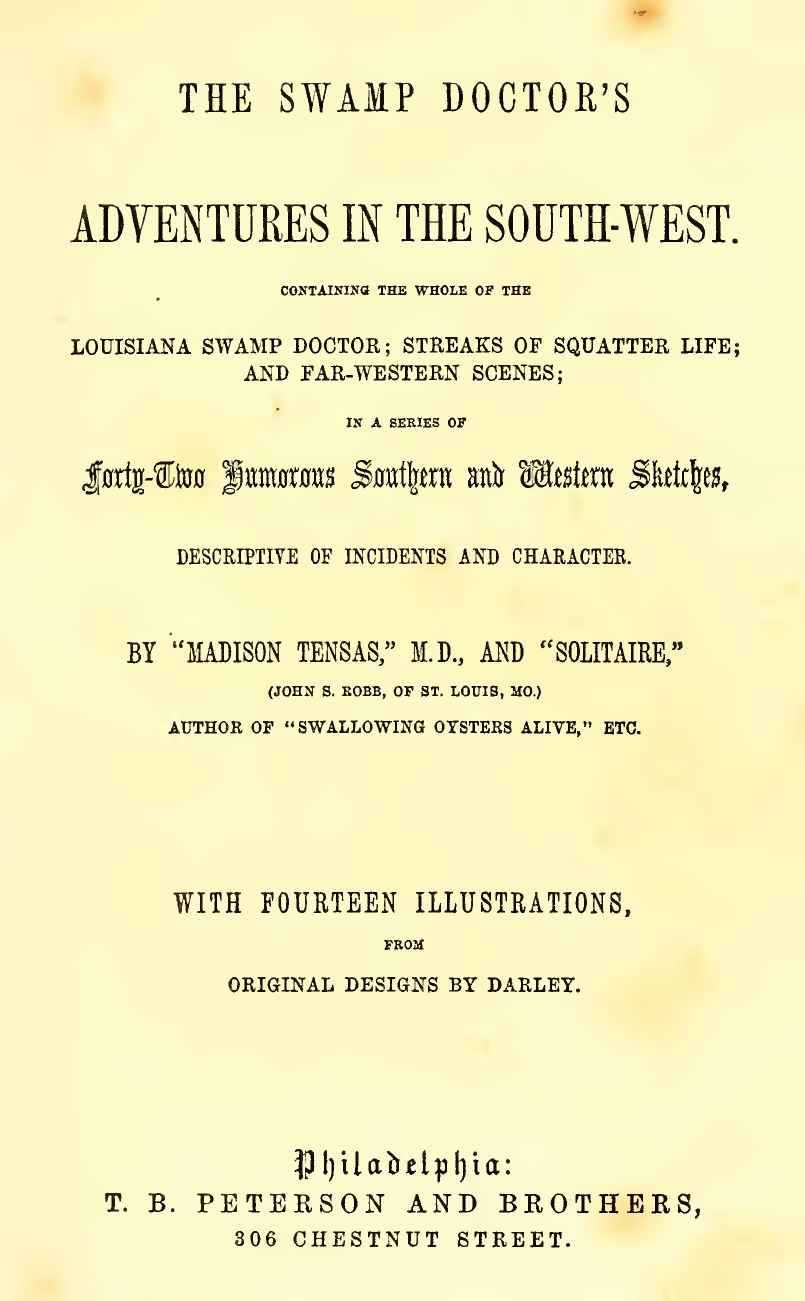 THE SWAMP DOCTOR'S
ADVENTURES IN THE SOUTH-WEST.
CONTAINING THE WHOLE OF THE
LOUISIANA SWAMP DOCTOR; STREAKS OF SQUATTER LIFE;
AND FAR-WESTERN SCENES;
IN A SERIES OF
Forty-Two Humorous Southern and Western Sketches,
DESCRIPTIVE OF INCIDENTS AND CHARACTER.
BY "MADISON TENSAS," M.D., AND "SOLITAIRE,"
(JOHN S. ROBB, OF ST. LOUIS, MO.)
AUTHOR OF "SWALLOWING OYSTERS ALIVE," ETC.
WITH FOURTEEN ILLUSTRATIONS,
FROM
ORIGINAL DESIGNS BY DARLEY.
Philadelphia:
T. B. PETERSON AND BROTHERS,
306 CHESTNUT STREET.